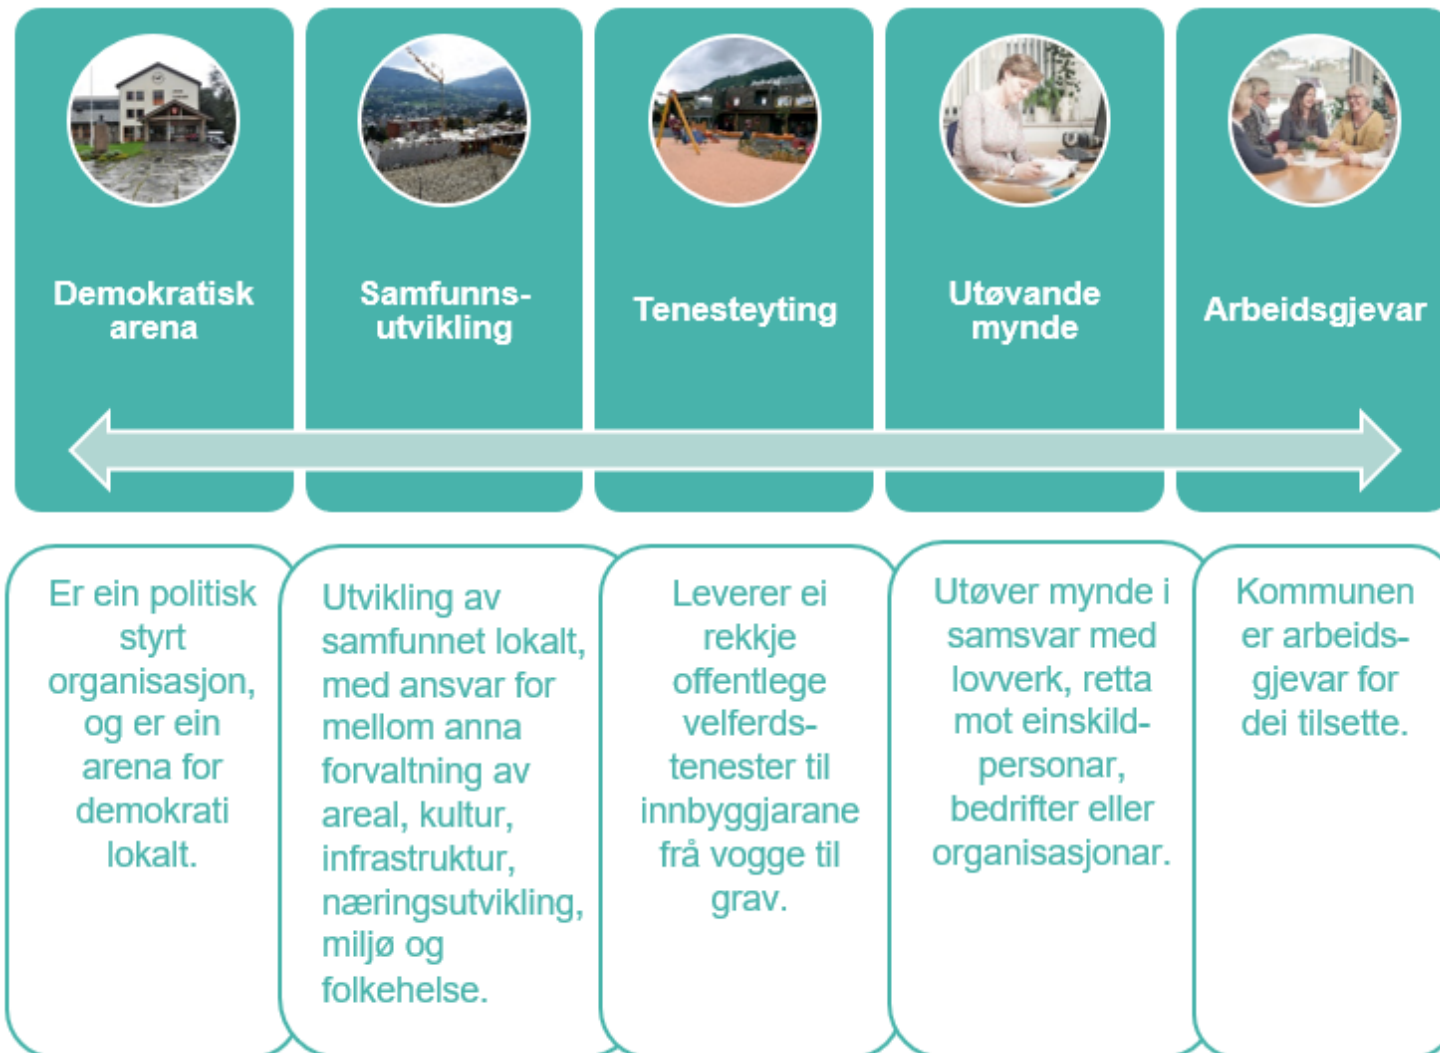 Demokratisk
arena
Samfunns-
utvikling
Tenesteyting
Utøvande
mynde
Arbeidsgjevar
Er ein politisk
styrt
organisasjon,
og er ein
arena for
demokrati
lokalt.
Utvikling av
samfunnet lokalt,
med ansvar for
mellom anna
forvaltning av
areal, kultur,
infrastruktur,
næringsutvikling,
miljø og
folkehelse.
Leverer ei
rekkje
offentlege
velferds-
tenester til
innbyggjarane
frå vogge til
grav.
Utøver mynde i
samsvar med
lovverk, retta
mot einskild-
personar,
bedrifter eller
organisasjonar.
Kommunen
er arbeids-
gjevar for
dei tilsette.